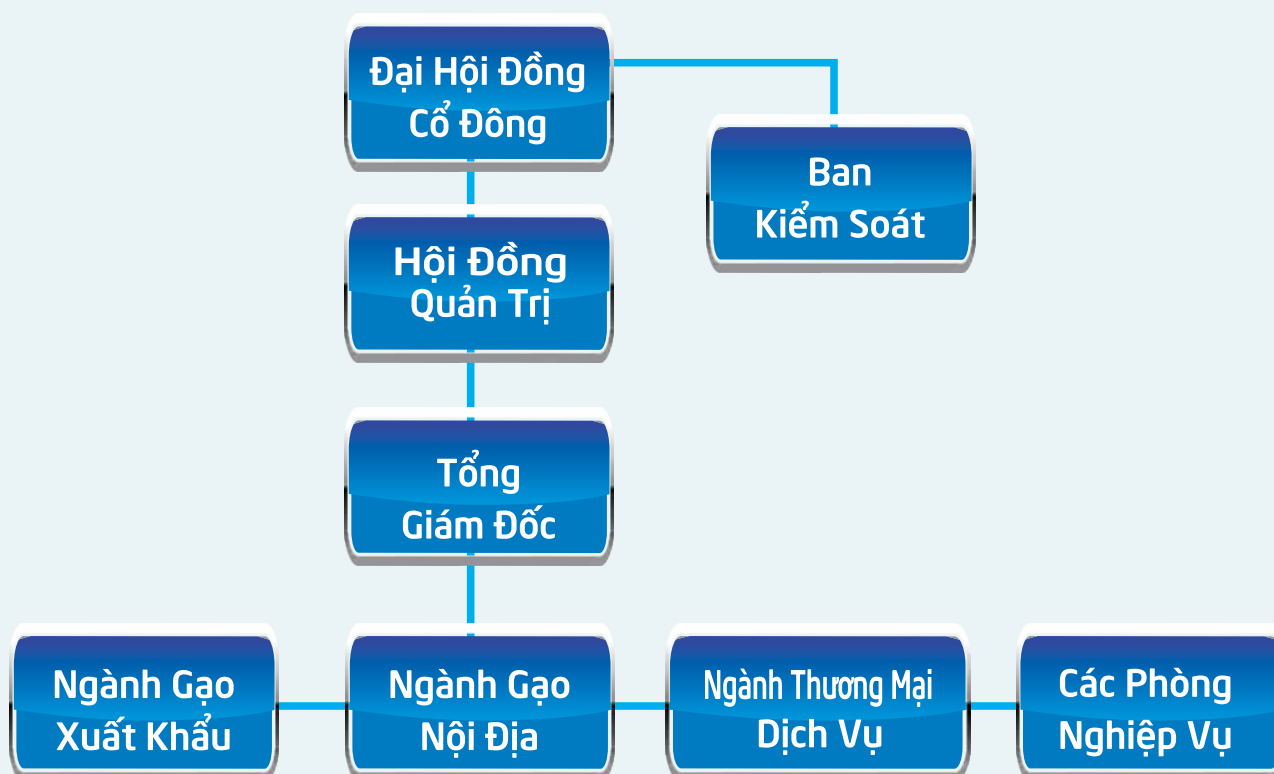 Đại Hội Đồng
Cổ Đông
Ban
Kiểm Soát
Hội Đồng
Quản Trị
Tổng
Giám Đốc
Ngành Gạo
Xuất Khẩu
Ngành Gạo
Nội Địa
Ngành Thương Mại
Dịch Vụ
Các Phòng
Nghiệp Vụ